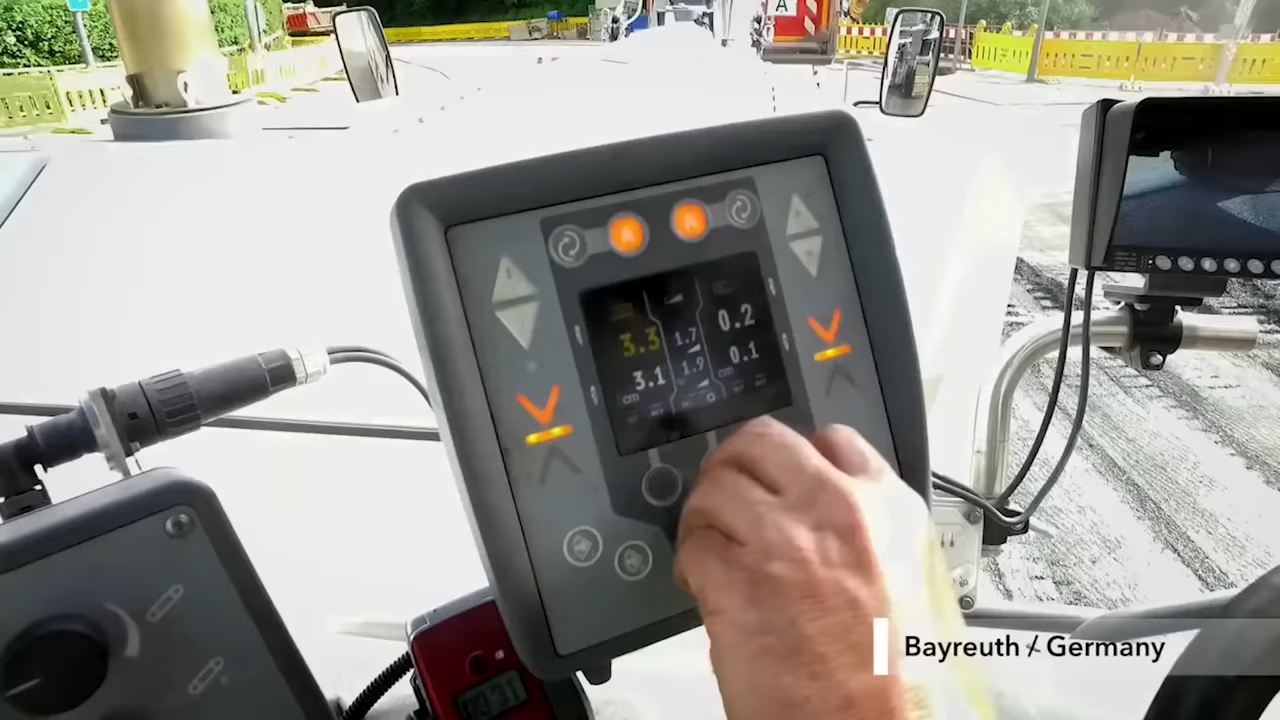 A
A A
3.3 1.7 0.2
3.1 1.9 0.1
cm cm
Bayreuth / Germany